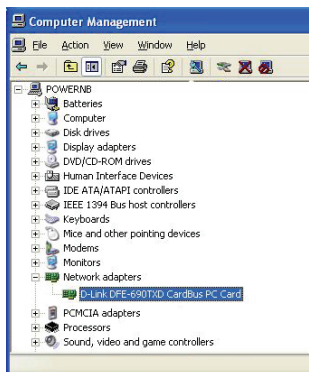 Computer Management
File Action View Window Help
POWERNB
Batteries
Computer
Disk drives
Display adapters
DVD/CD-ROM drives
Human Interface Devices
IDE ATA/ATAPI controllers
IEEE 1394 Bus host controllers
Keyboards
Mice and other pointing devices
Modems
Monitors
Network adapters
D-Link DFE-690TXD CardBus PC Card
PCMCIA adapters
Processors
Sound, video and game controllers